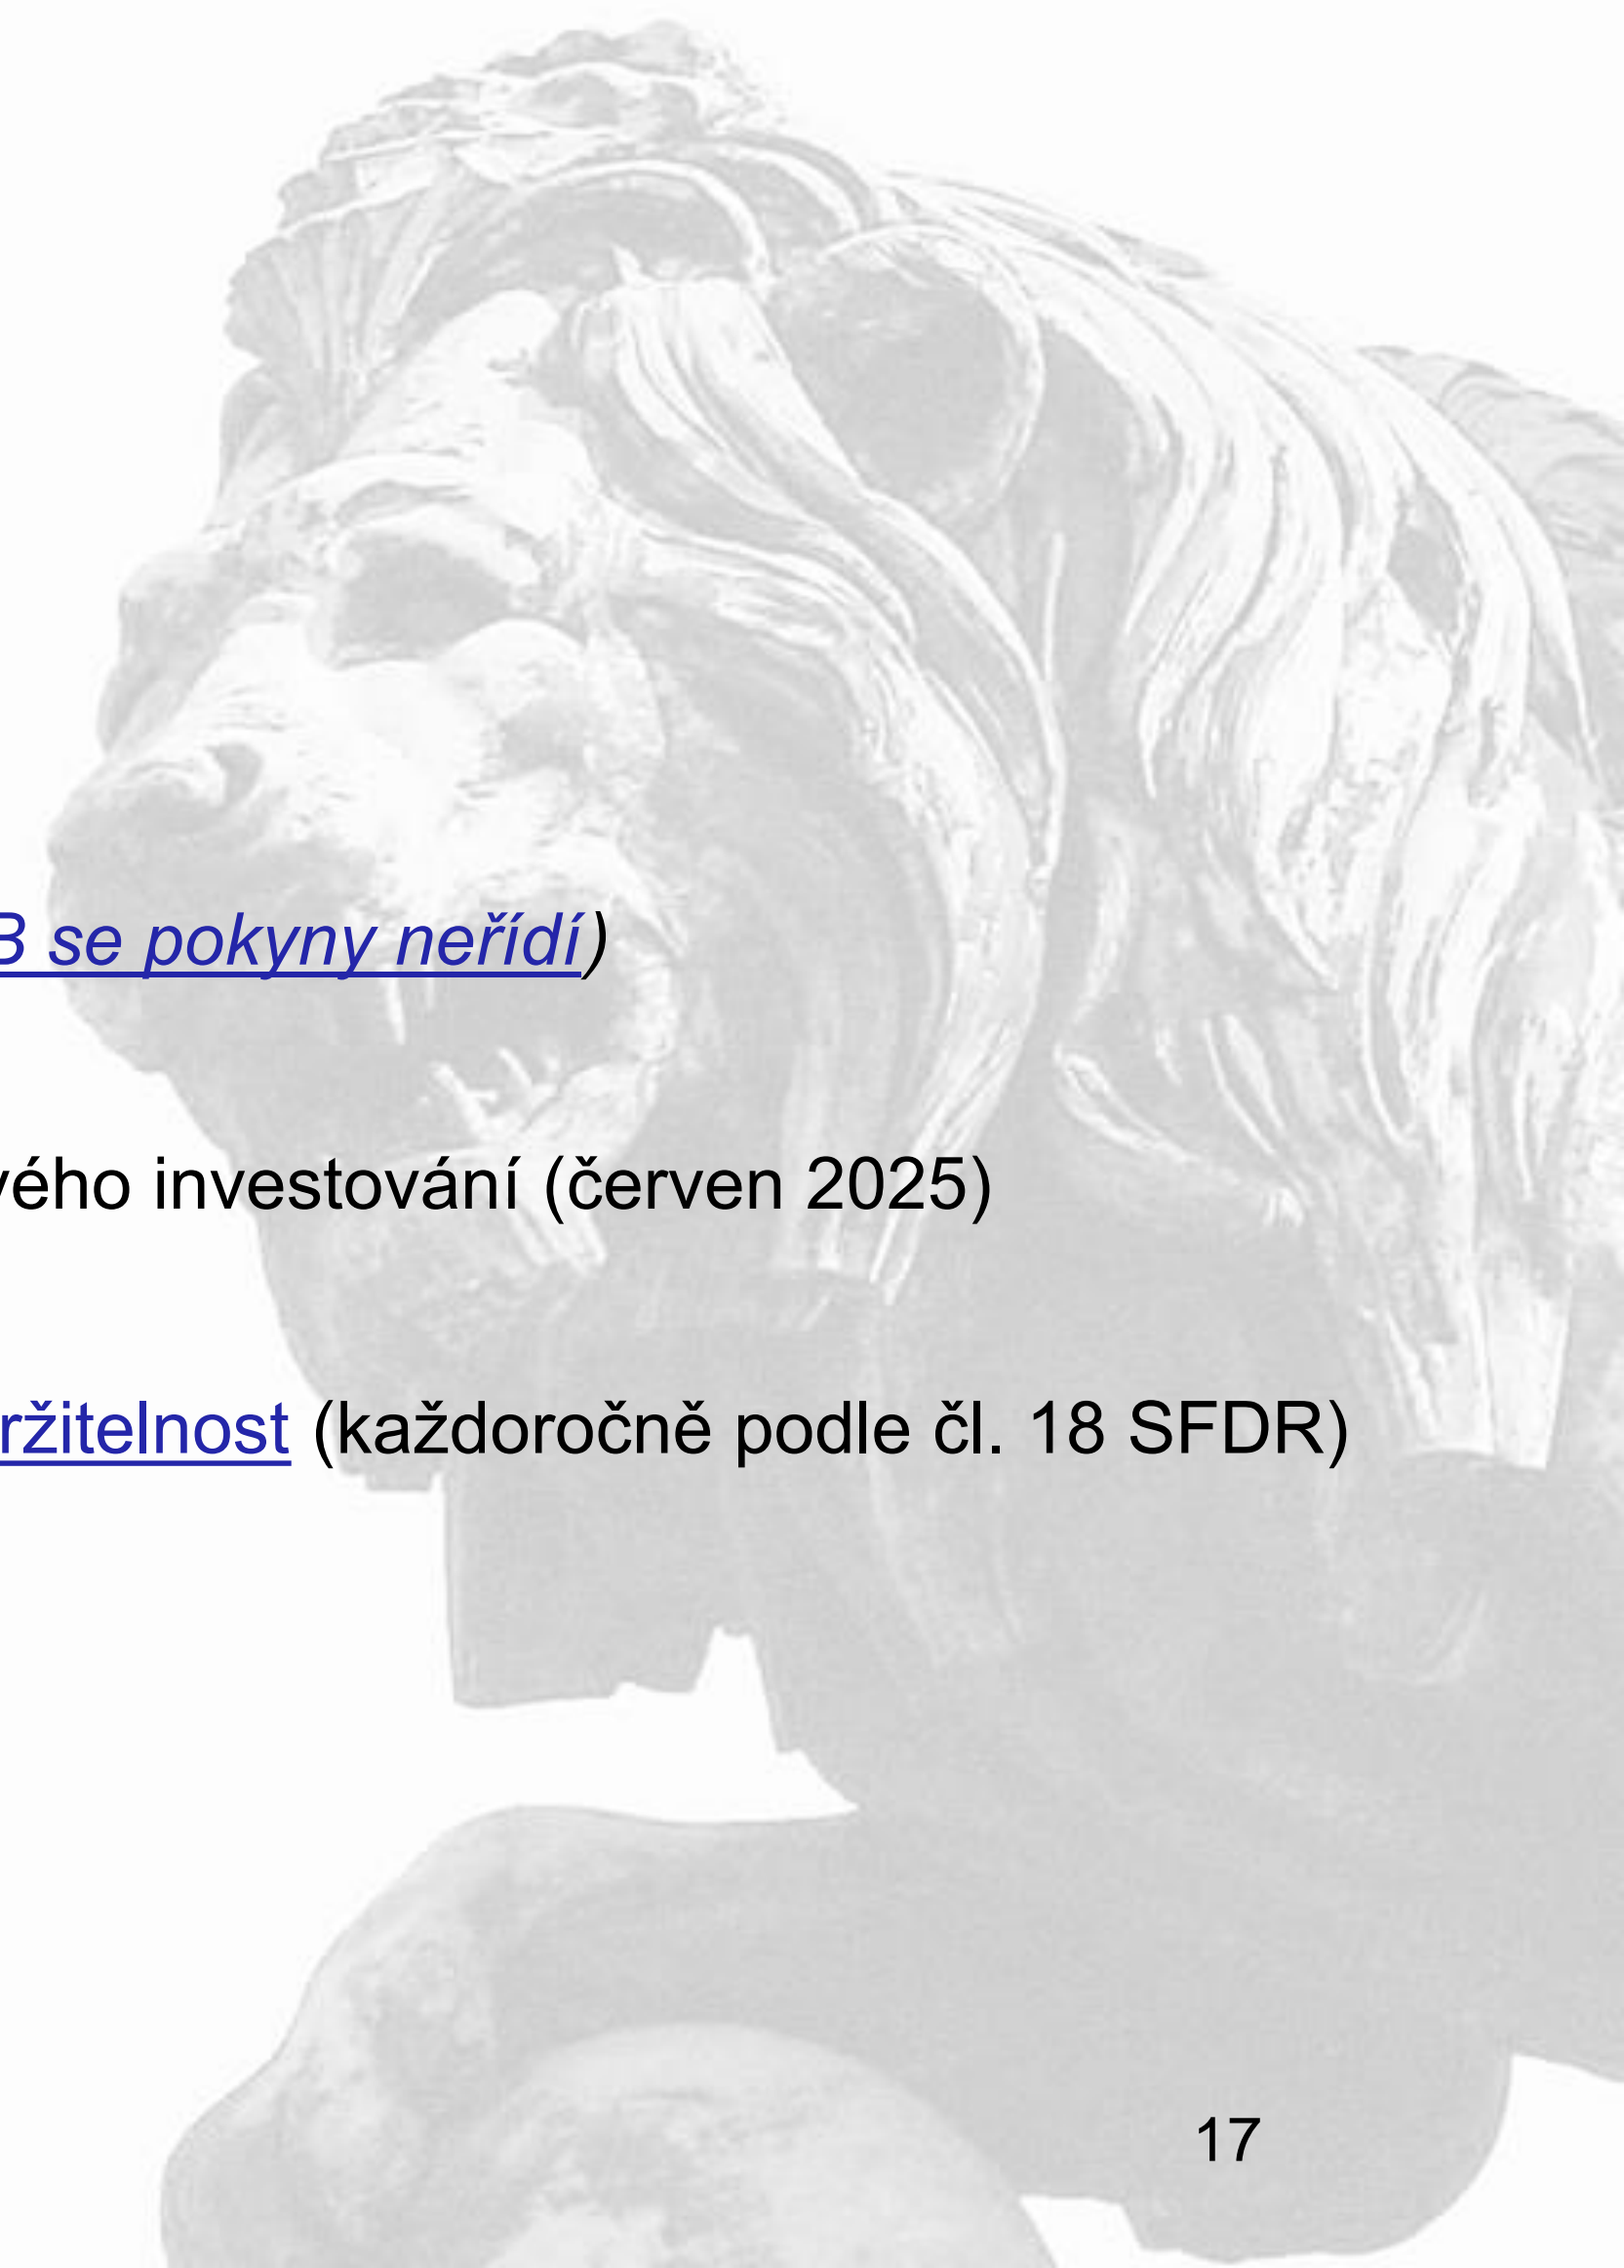 B se pokyny neřídí)
vého investování (červen 2025)
ržitelnost (každoročně podle čl. 18 SFDR)
17